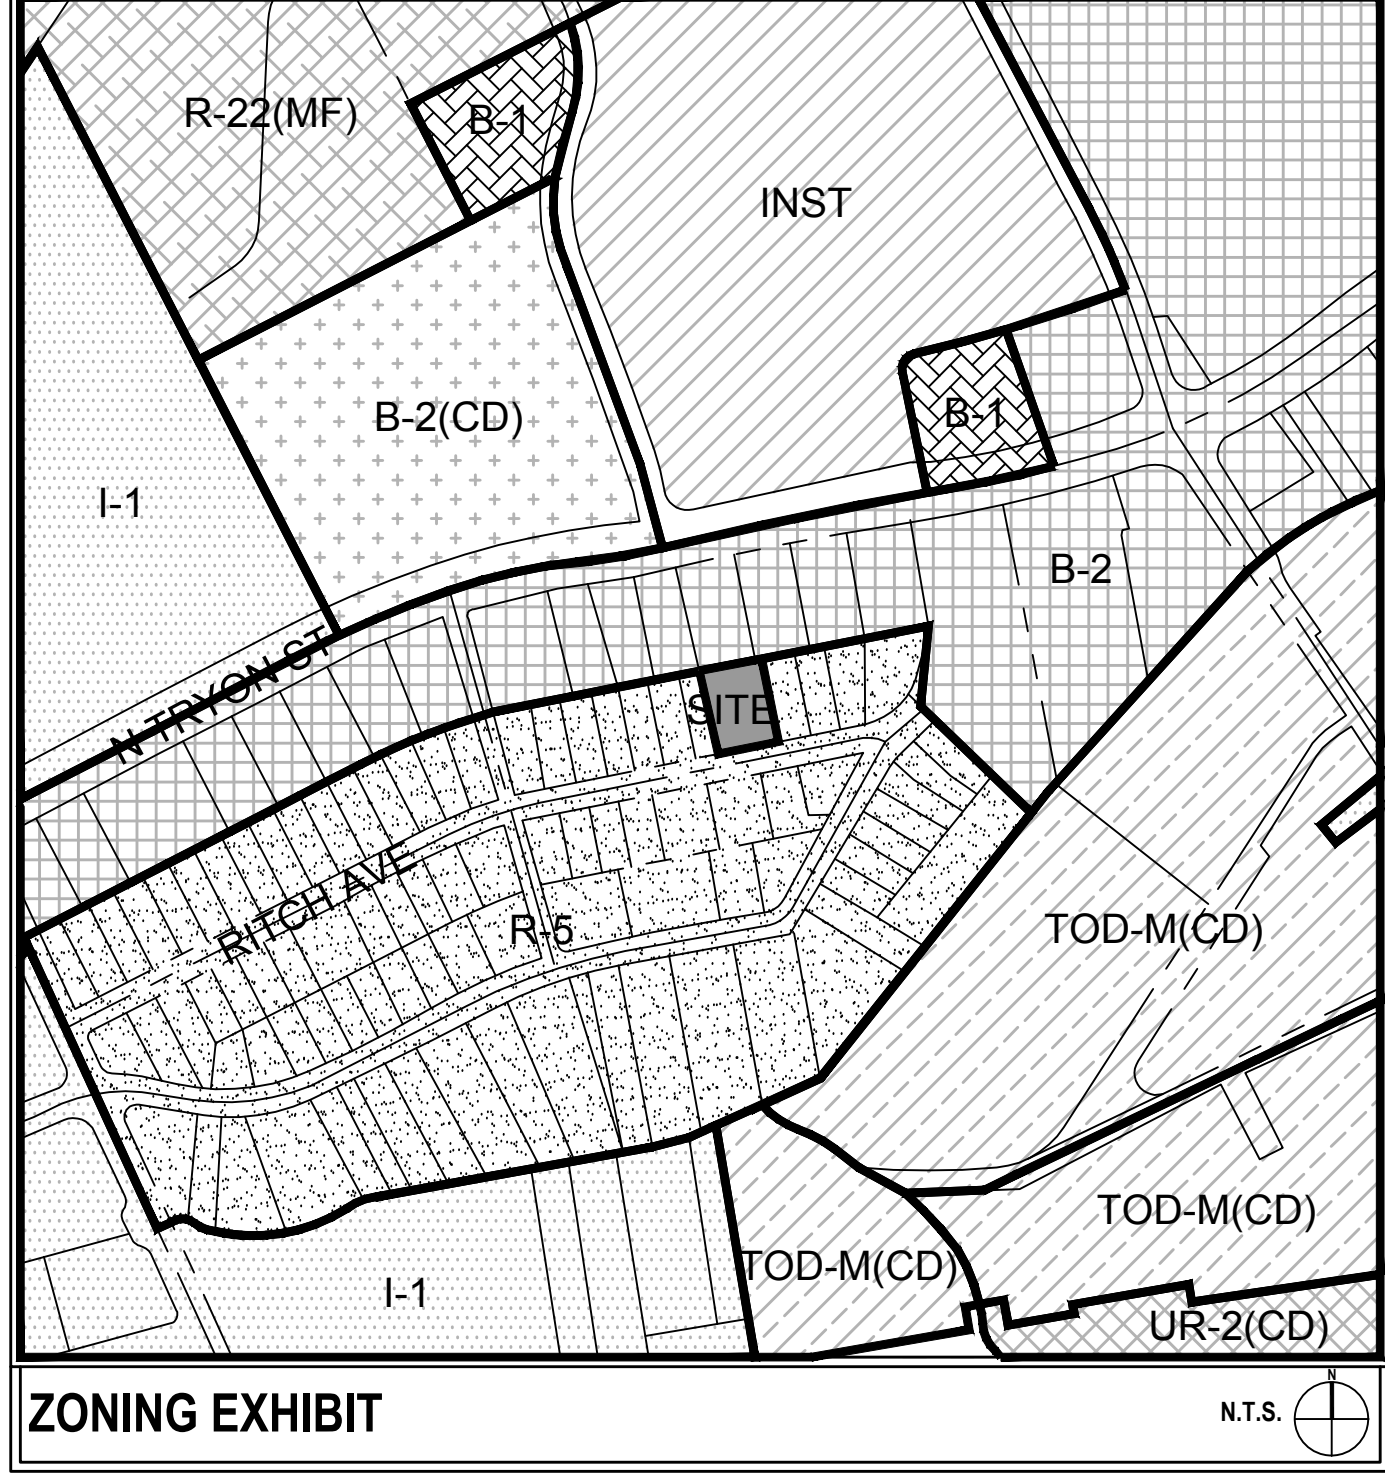 R-22(MF)
B-1
INST
B-2(CD)
B-1
I-1
B-2
N TRYON ST
SITE
RITCH AVE
R-5
TOD-M(CD)
TOD-M(CD)
TOD-M(CD)
I-1
UR-2(CD)
ZONING EXHIBIT
N.T.S.
N